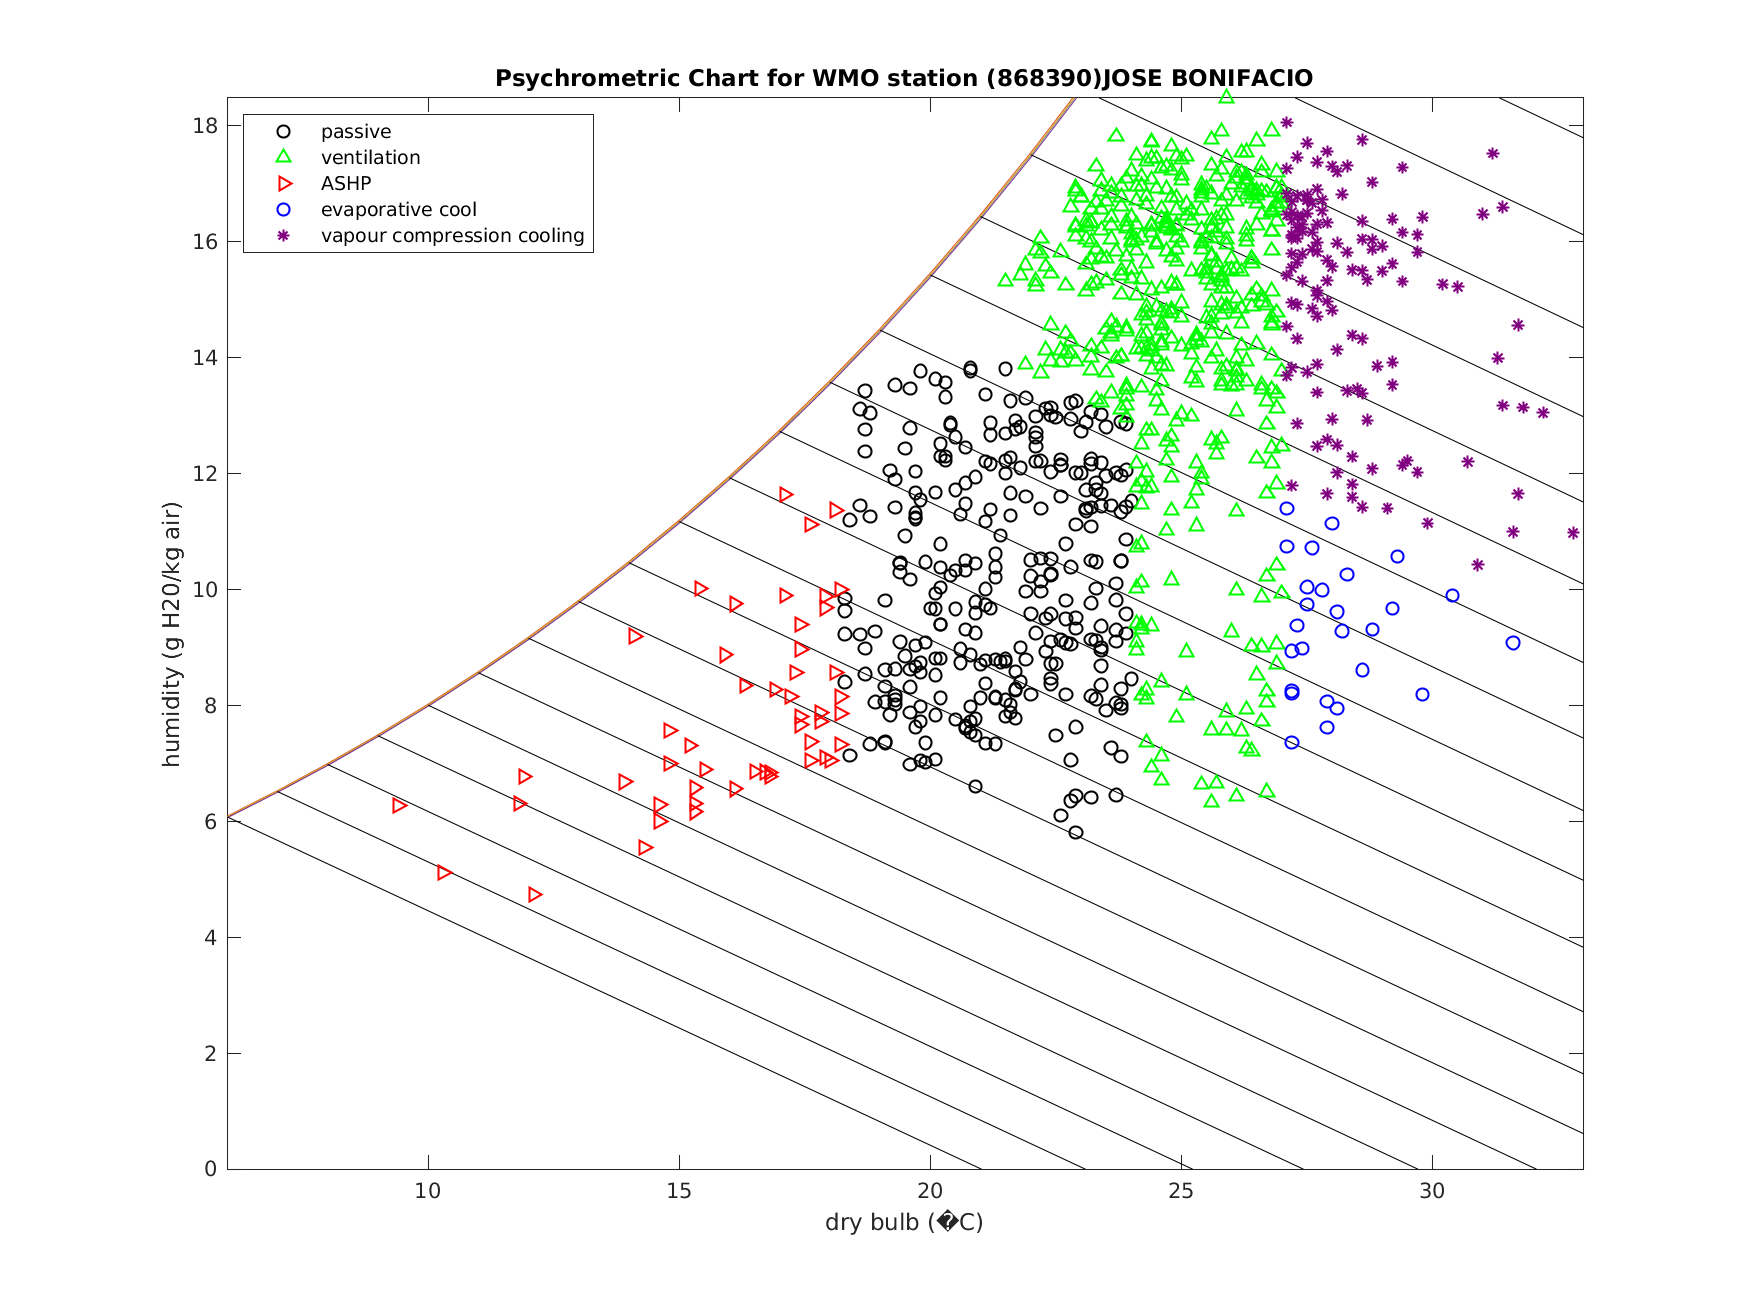 Psychrometric Chart for WMO station (868390)JOSE BONIFACIO
passive
ventilation
ASHP
evaporative cool
vapour compression cooling
humidity (g H20/kg air)
18
16
14
12
10
8
6
4
2
0
10
15
20
25
30
dry bulb (�C)